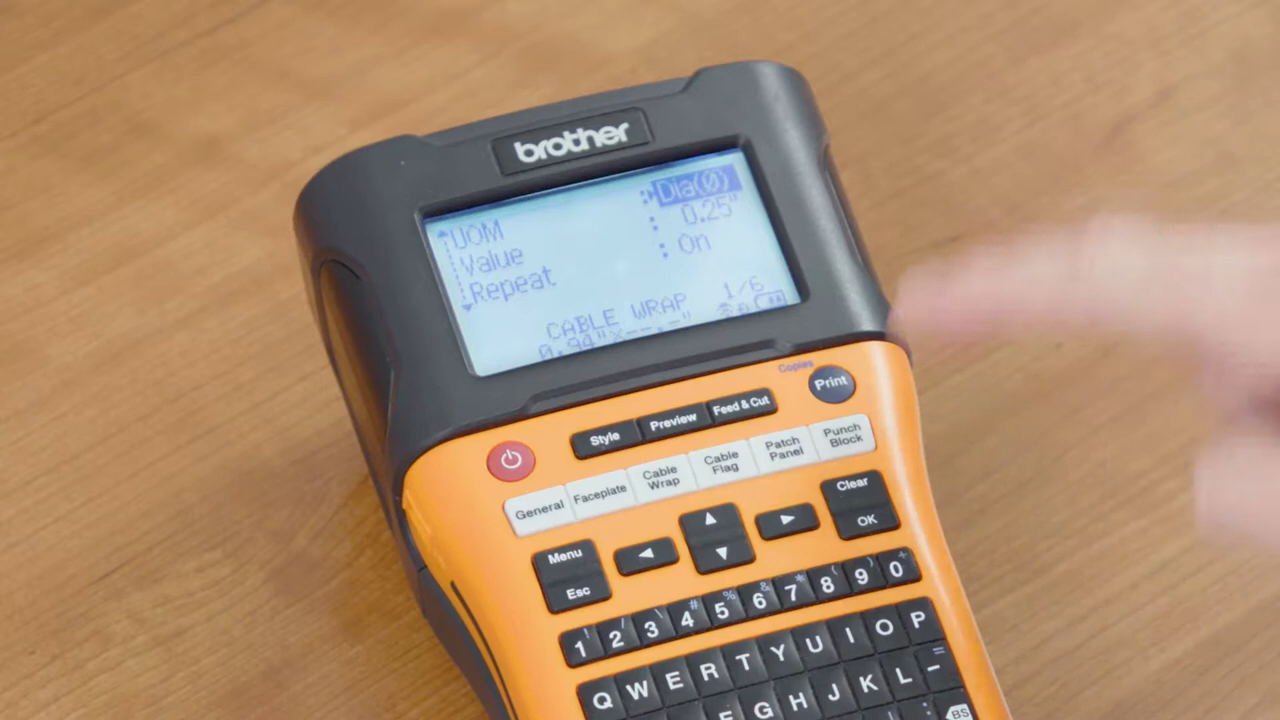 brother
UOM : Dia(Ø)
Value : 0.25"
Repeat : On
CABLE WRAP 1/6
0.94"x--.-"
Copies
Print
Style Preview Feed & Cut
General Faceplate Cable Wrap Cable Flag Patch Panel Punch Block
Clear
OK
Menu
Esc
1 ! 2 / 3 \ 4 # 5 % 6 & 7 * 8 ( 9 ) 0 +
Q W E R T Y U I O P
G H J K L - =
BS